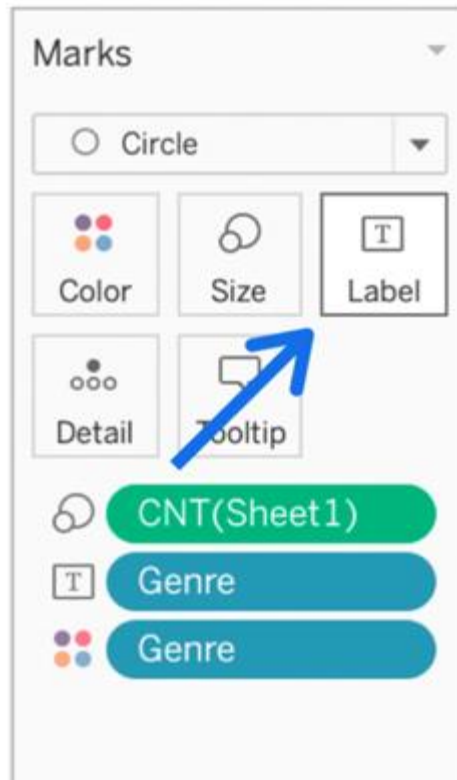 Marks
Circle
Color Size T Label
Detail Tooltip
CNT(Sheet1)
T Genre
Genre